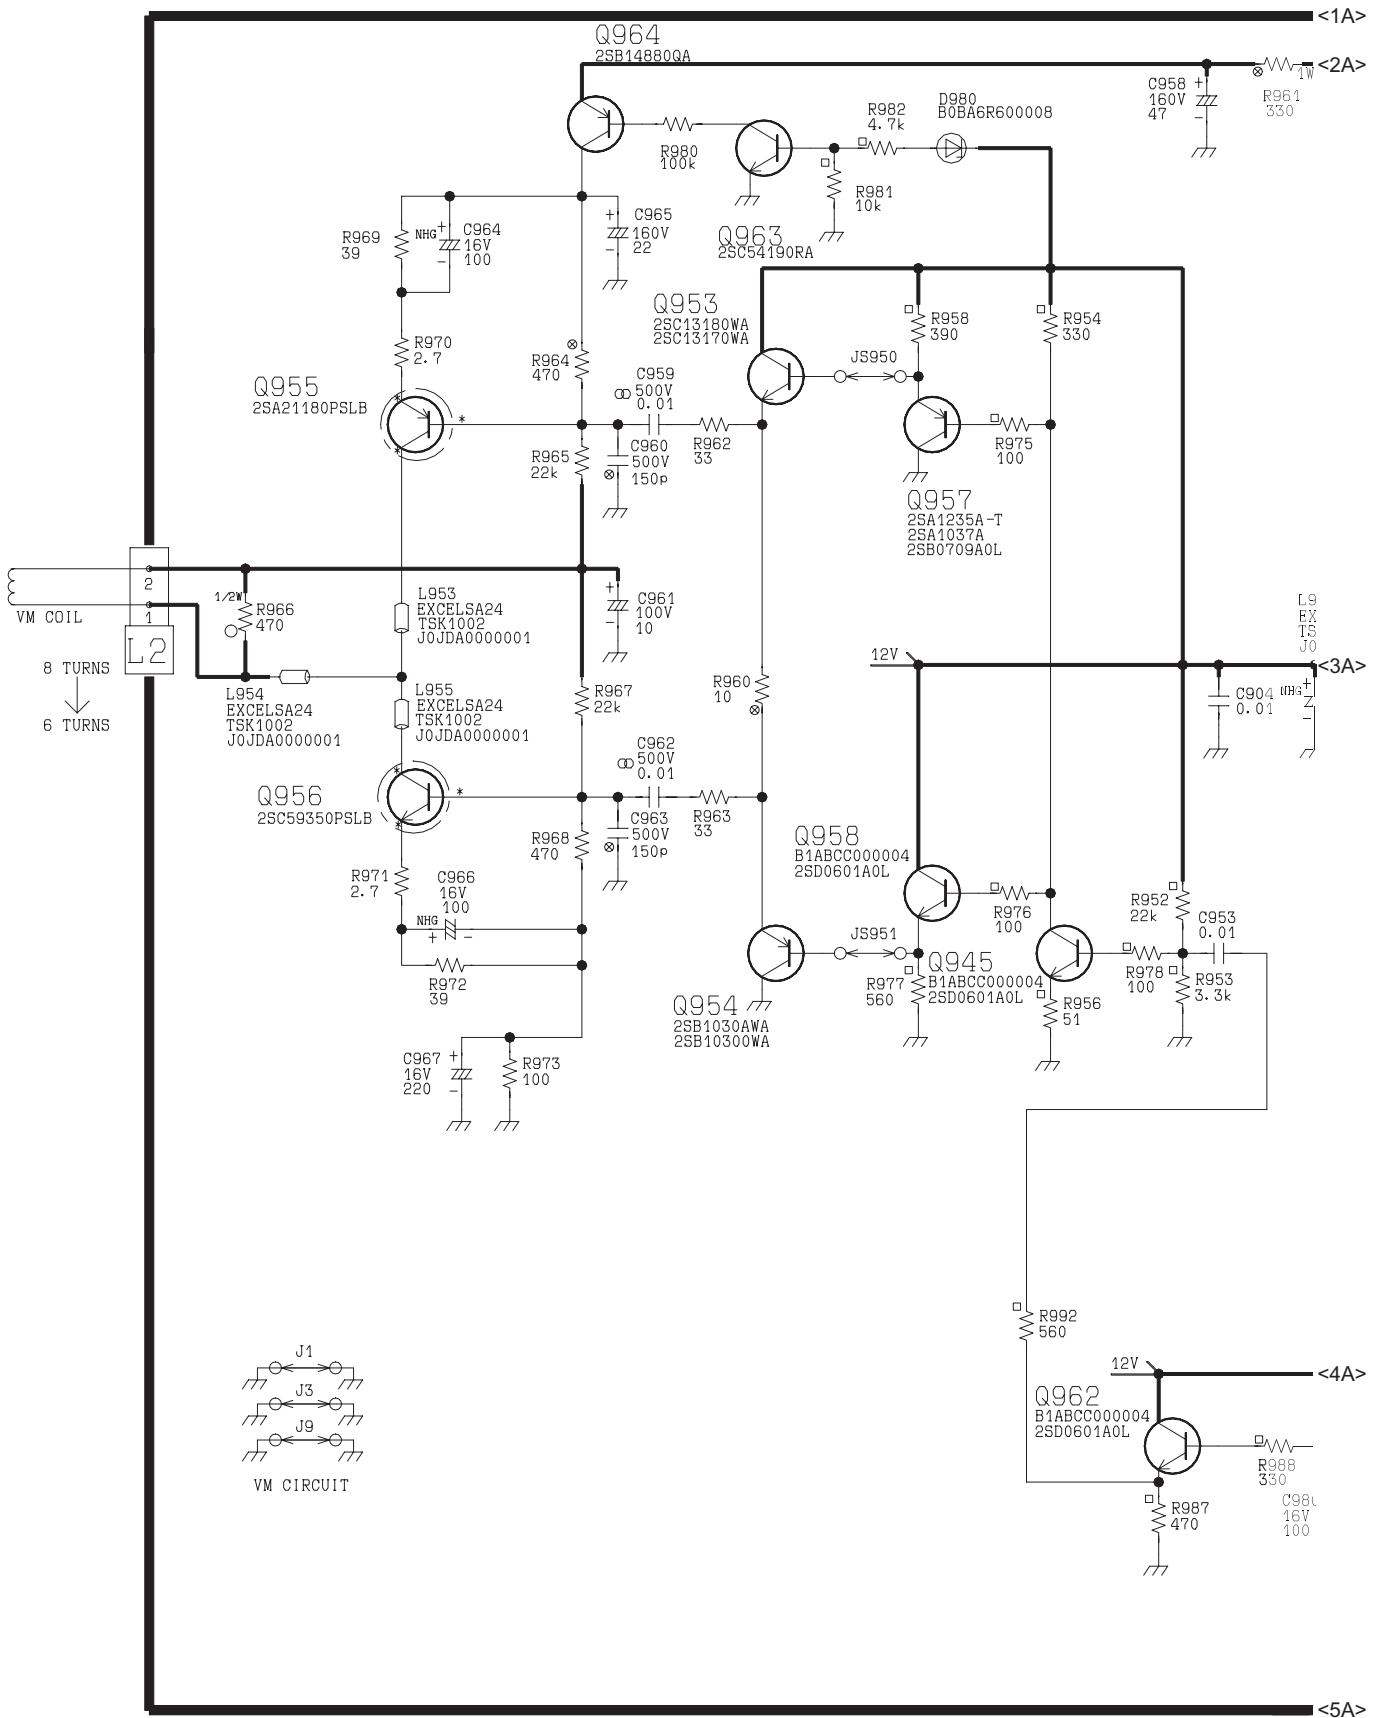 <1A>
Q964
2SB14880QA
<2A>
1W
C958 +
160V
47 -
R961
330
D980
B0BA6R600008
R982
4.7k
R980
100k
R981
10k
Q963
2SC54190RA
+ C965
160V
22
R969
39
NHG + C964
16V
- 100
Q953
2SC13180WA
2SC13170WA
R958
390
R954
330
R970
2.7
R964
470
JS950
C959
500V
0.01
Q955
2SA21180PSLB
*
*
*
R962
33
R975
100
R965
22k
C960
500V
150p
Q957
2SA1235A-T
2SA1037A
2SB0709A0L
2
1
VM COIL
L2
8 TURNS
6 TURNS
1/2W
R966
470
L953
EXCELSA24
TSK1002
J0JDA0000001
+ C961
100V
- 10
L9
EX
TS
J0
12V
<3A>
L954
EXCELSA24
TSK1002
J0JDA0000001
L955
EXCELSA24
TSK1002
J0JDA0000001
R967
22k
R960
10
C904
0.01
NHG +
-
C962
500V
0.01
Q956
2SC59350PSLB
*
*
*
R963
33
R968
470
C963
500V
150p
Q958
B1ABCC000004
2SD0601A0L
R971
2.7
C966
16V
100
NHG
+ -
R972
39
R976
100
R952
22k
C953
0.01
JS951
Q945
B1ABCC000004
2SD0601A0L
R977
560
R978
100
R953
3.3k
R956
51
Q954
2SB1030AWA
2SB10300WA
C967 +
16V
220 -
R973
100
R992
560
J1
J3
J9
VM CIRCUIT
12V
<4A>
Q962
B1ABCC000004
2SD0601A0L
R988
330
R987
470
16V
100
<5A>